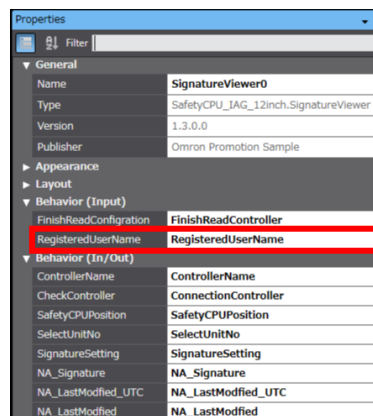 Properties
Filter
General
Name SignatureViewer0
Type SafetyCPU_IAG_12inch.SignatureViewer
Version 1.3.0.0
Publisher Omron Promotion Sample
Appearance
Layout
Behavior (Input)
FinishReadConfigration FinishReadController
RegisteredUserName RegisteredUserName
Behavior (In/Out)
ControllerName ControllerName
CheckController ConnectionController
SafetyCPUPosition SafetyCPUPosition
SelectUnitNo SelectUnitNo
SignatureSetting SignatureSetting
NA_Signature NA_Signature
NA_LastModfied_UTC NA_LastModfied_UTC
NA_LastModfied NA_LastModfied